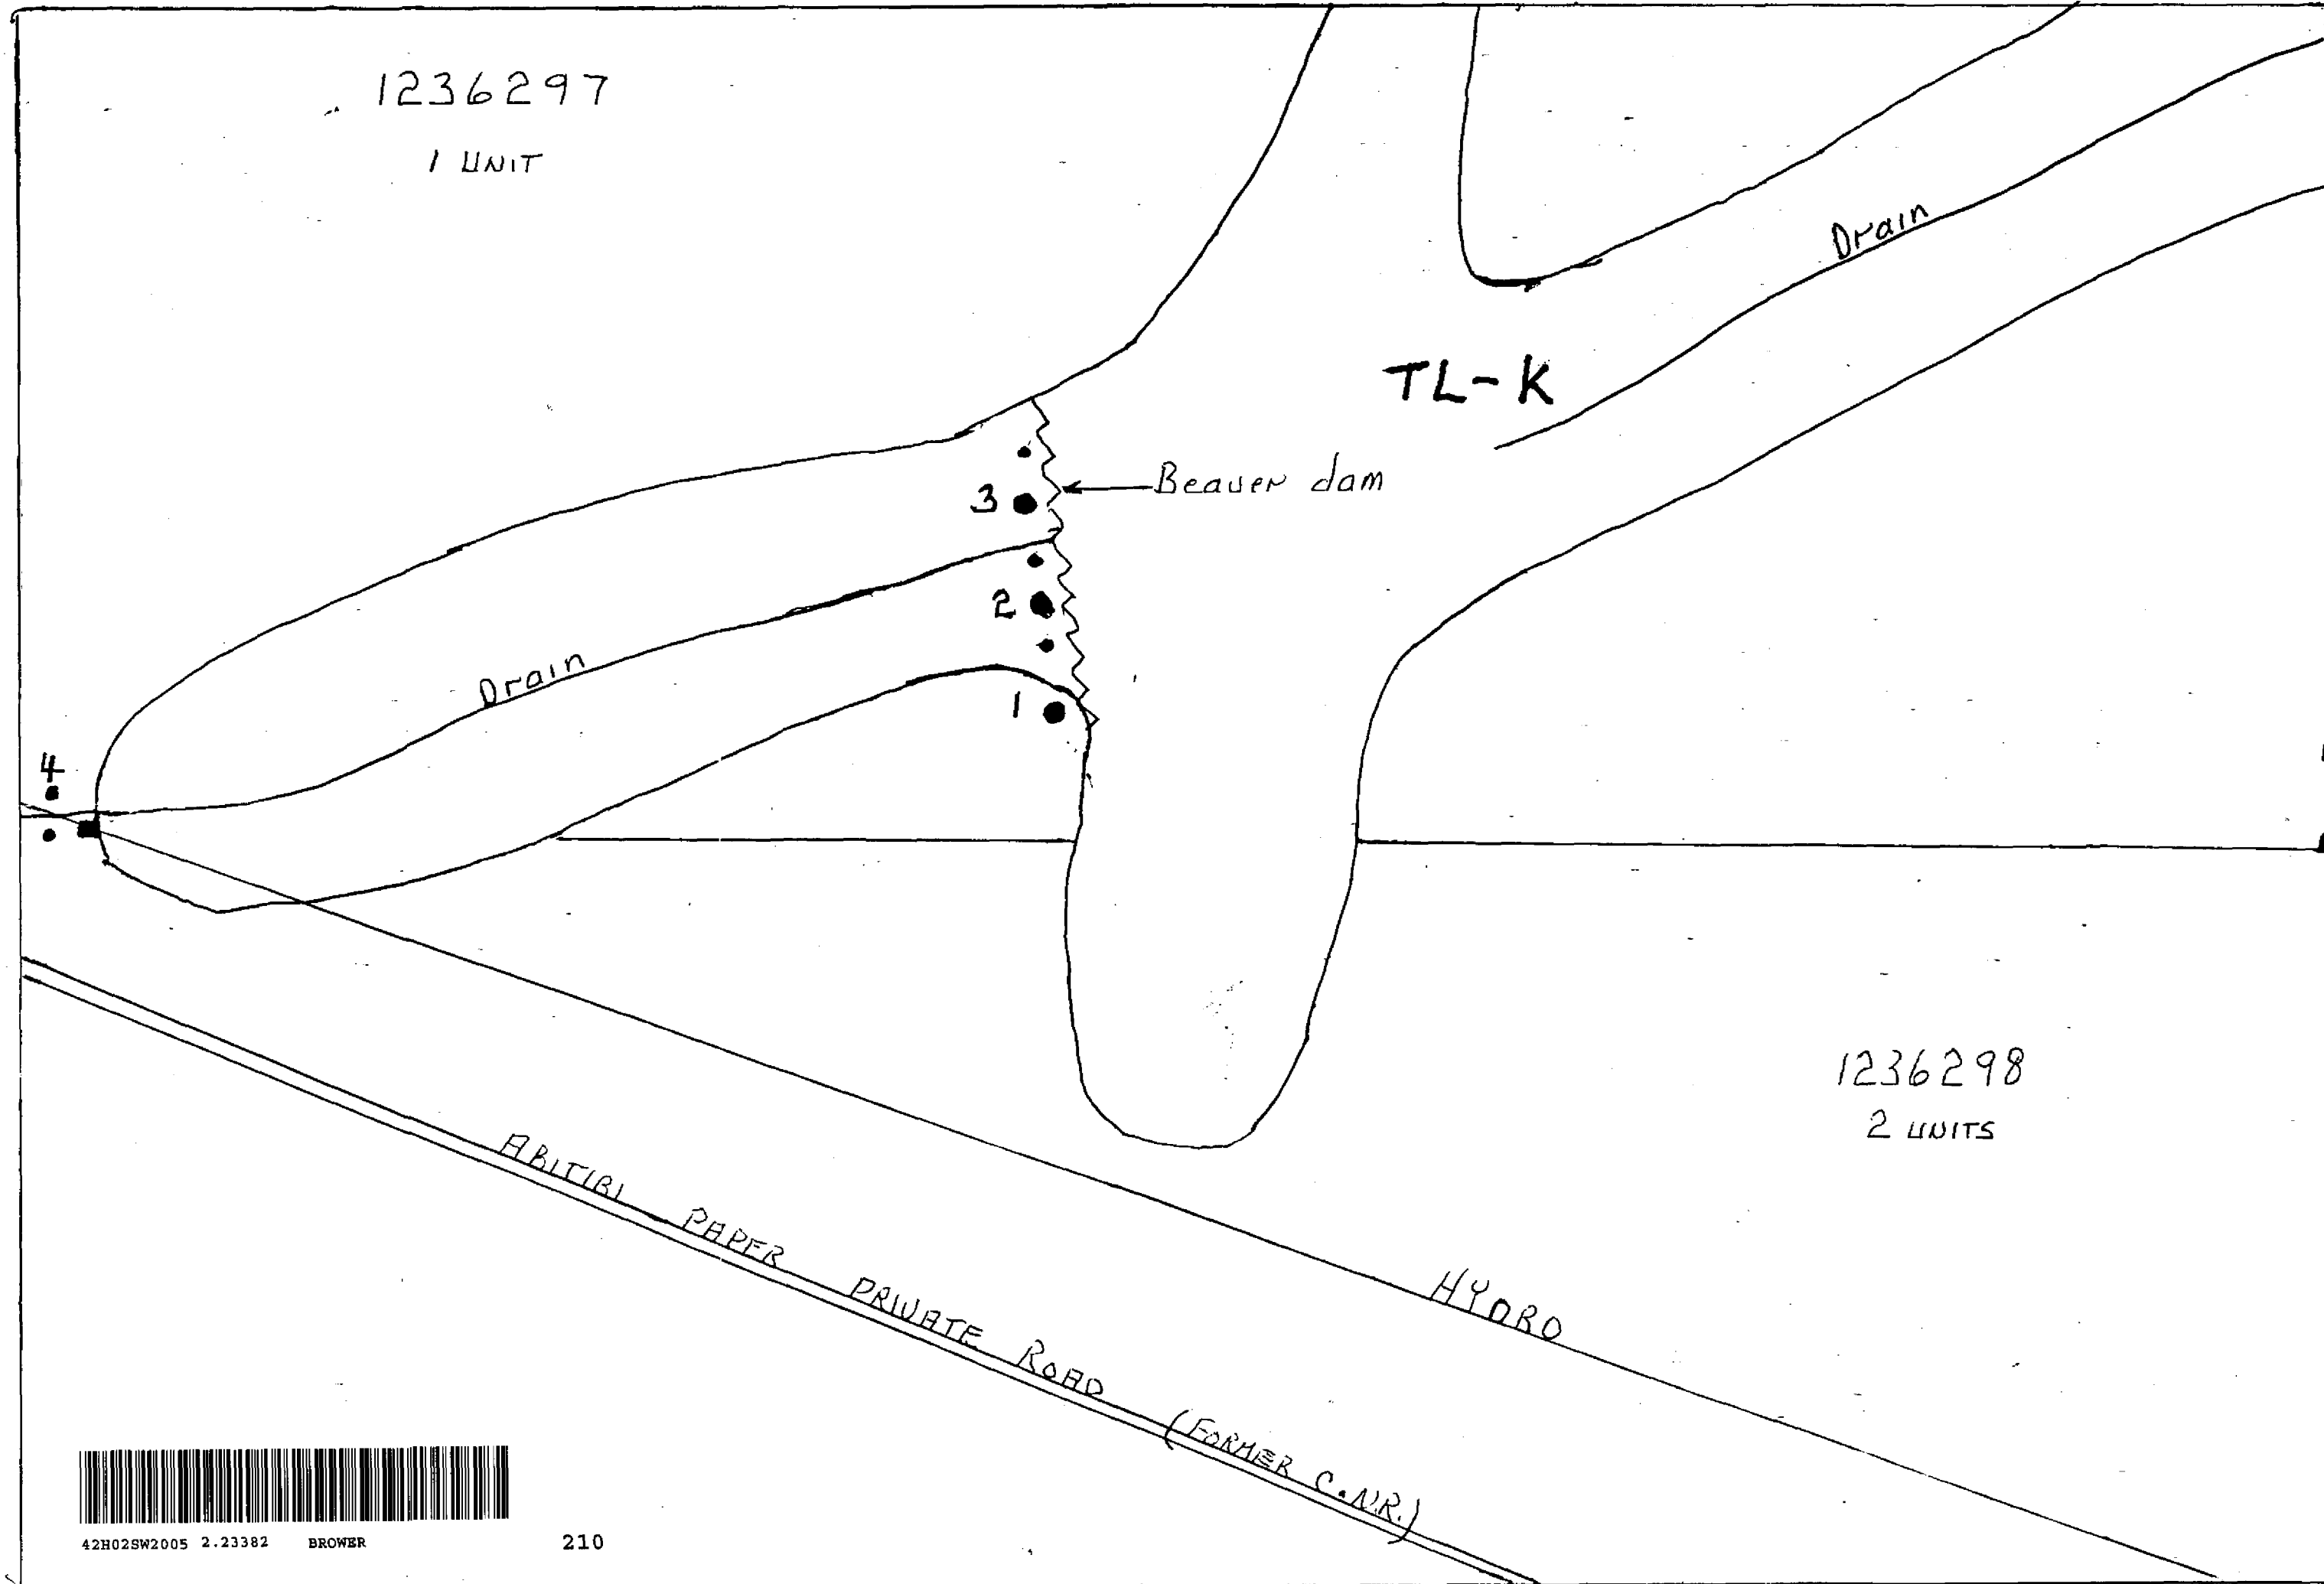 1236297
1 UNIT
Drain
TL-K
Beaver dam
3
2
Drain
1
4
1236298
2 UNITS
ABITIBI PAPER PRIVATE ROAD (FORMER C.N.R.)
HYDRO
42H02SW2005 2.23382 BROWER
210